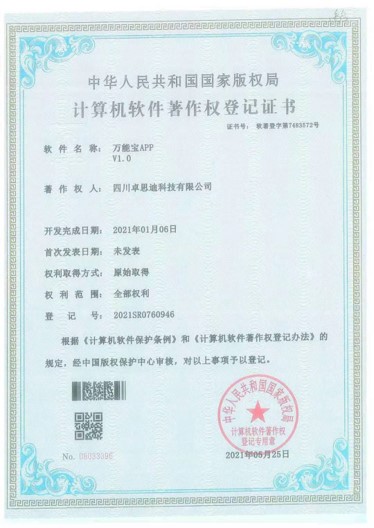 中华人民共和国国家版权局
计算机软件著作权登记证书
证书号： 软著登字第7483572号
软件名称： 万能宝APP
V1.0
著作权人： 四川卓思迪科技有限公司
开发完成日期： 2021年01月06日
首次发表日期： 未发表
权利取得方式： 原始取得
权利范围： 全部权利
登记号： 2021SR0760946
根据《计算机软件保护条例》和《计算机软件著作权登记办法》的
规定，经中国版权保护中心审核，对以上事项予以登记。
中华人民共和国国家版权局
计算机软件著作权
登记专用章
No.
2021年05月25日